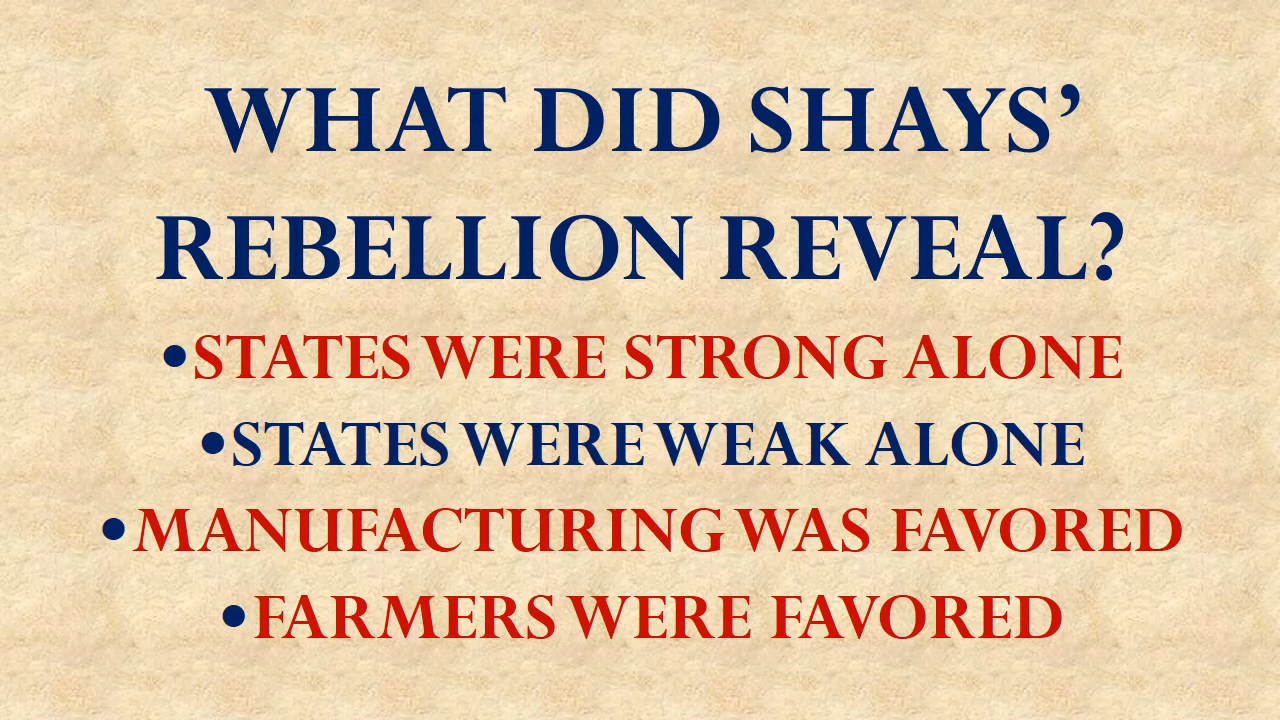 WHAT DID SHAYS’
REBELLION REVEAL?
•STATES WERE STRONG ALONE
•STATES WERE WEAK ALONE
•MANUFACTURING WAS FAVORED
•FARMERS WERE FAVORED